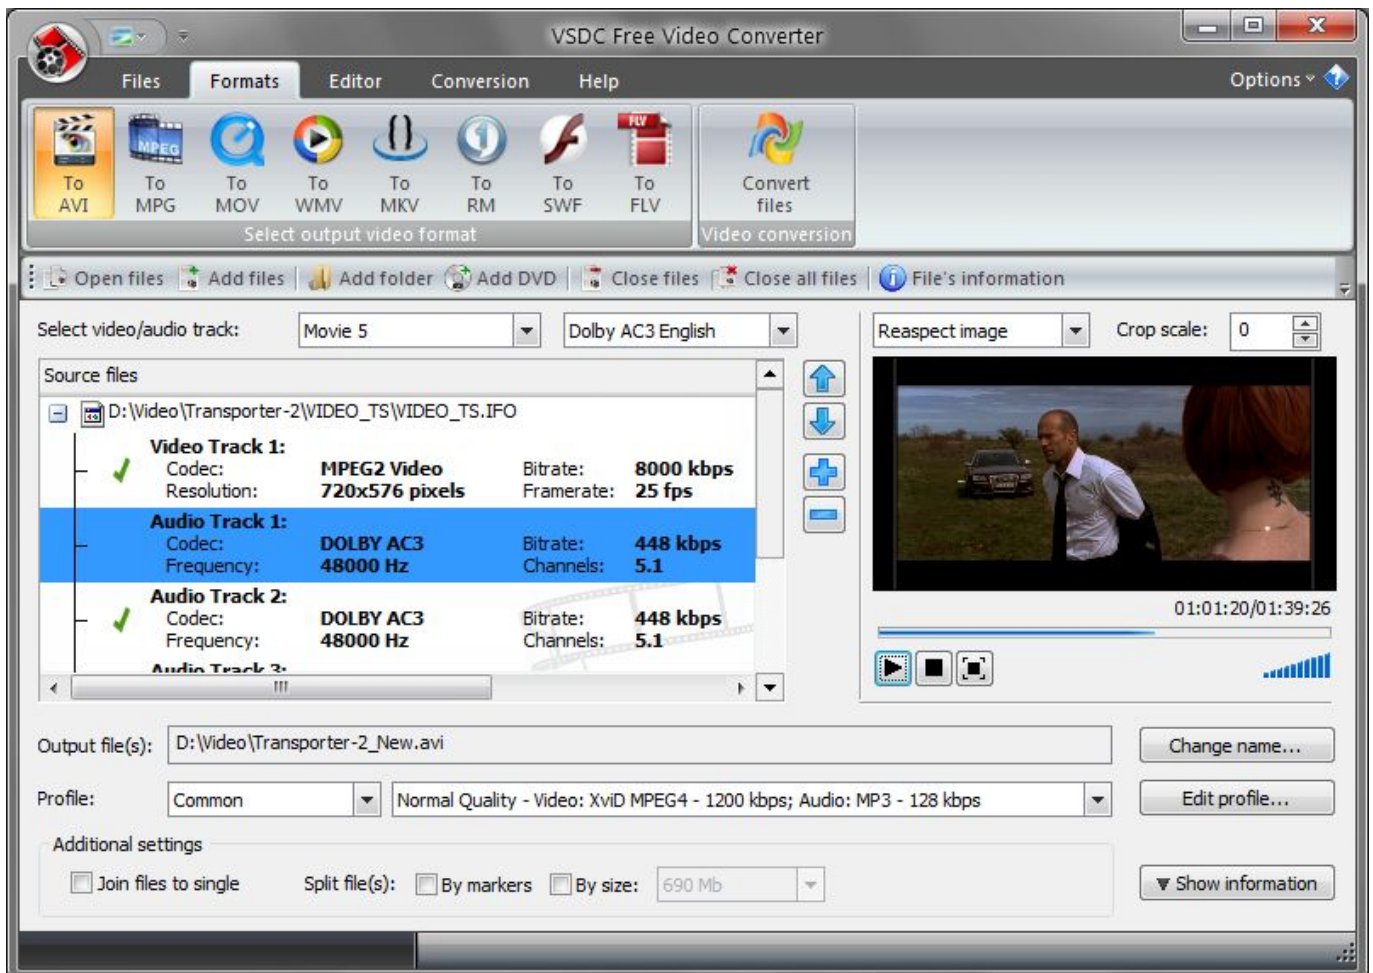 VSDC Free Video Converter
Files Formats Editor Conversion Help Options
MPEG FLV
To AVI To MPG To MOV To WMV To MKV To RM To SWF To FLV Convert files
Select output video format Video conversion
Open files Add files Add folder Add DVD Close files Close all files File's information
Select video/audio track: Movie 5 Dolby AC3 English Reaspect image Crop scale: 0
Source files
D:\Video\Transporter-2\VIDEO_TS\VIDEO_TS.IFO
Video Track 1:
Codec: MPEG2 Video Bitrate: 8000 kbps
Resolution: 720x576 pixels Framerate: 25 fps
Audio Track 1:
Codec: DOLBY AC3 Bitrate: 448 kbps
Frequency: 48000 Hz Channels: 5.1
Audio Track 2:
Codec: DOLBY AC3 Bitrate: 448 kbps
Frequency: 48000 Hz Channels: 5.1
Audio Track 3:
01:01:20/01:39:26
Output file(s): D:\Video\Transporter-2_New.avi Change name...
Profile: Common Normal Quality - Video: XviD MPEG4 - 1200 kbps; Audio: MP3 - 128 kbps Edit profile...
Additional settings
Join files to single Split file(s): By markers By size: 690 Mb Show information